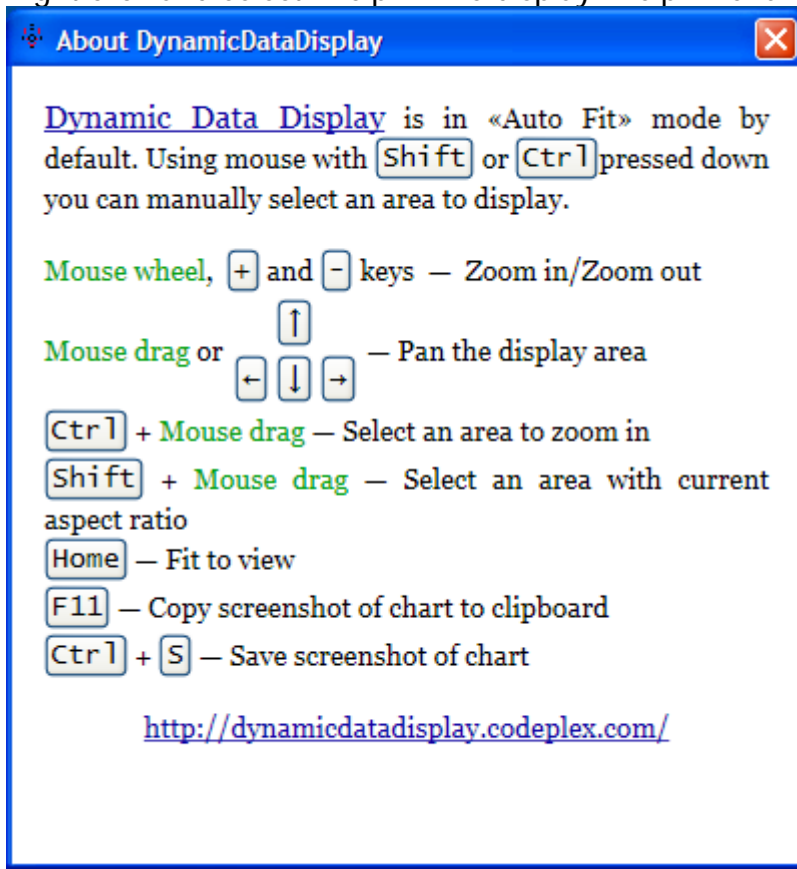 About DynamicDataDisplay
Dynamic Data Display is in «Auto Fit» mode by
default. Using mouse with Shift or Ctrl pressed down
you can manually select an area to display.
Mouse wheel, + and - keys — Zoom in/Zoom out
↑
Mouse drag or ← ↓ → — Pan the display area
Ctrl + Mouse drag — Select an area to zoom in
Shift + Mouse drag — Select an area with current
aspect ratio
Home — Fit to view
F11 — Copy screenshot of chart to clipboard
Ctrl + S — Save screenshot of chart
http://dynamicdatadisplay.codeplex.com/